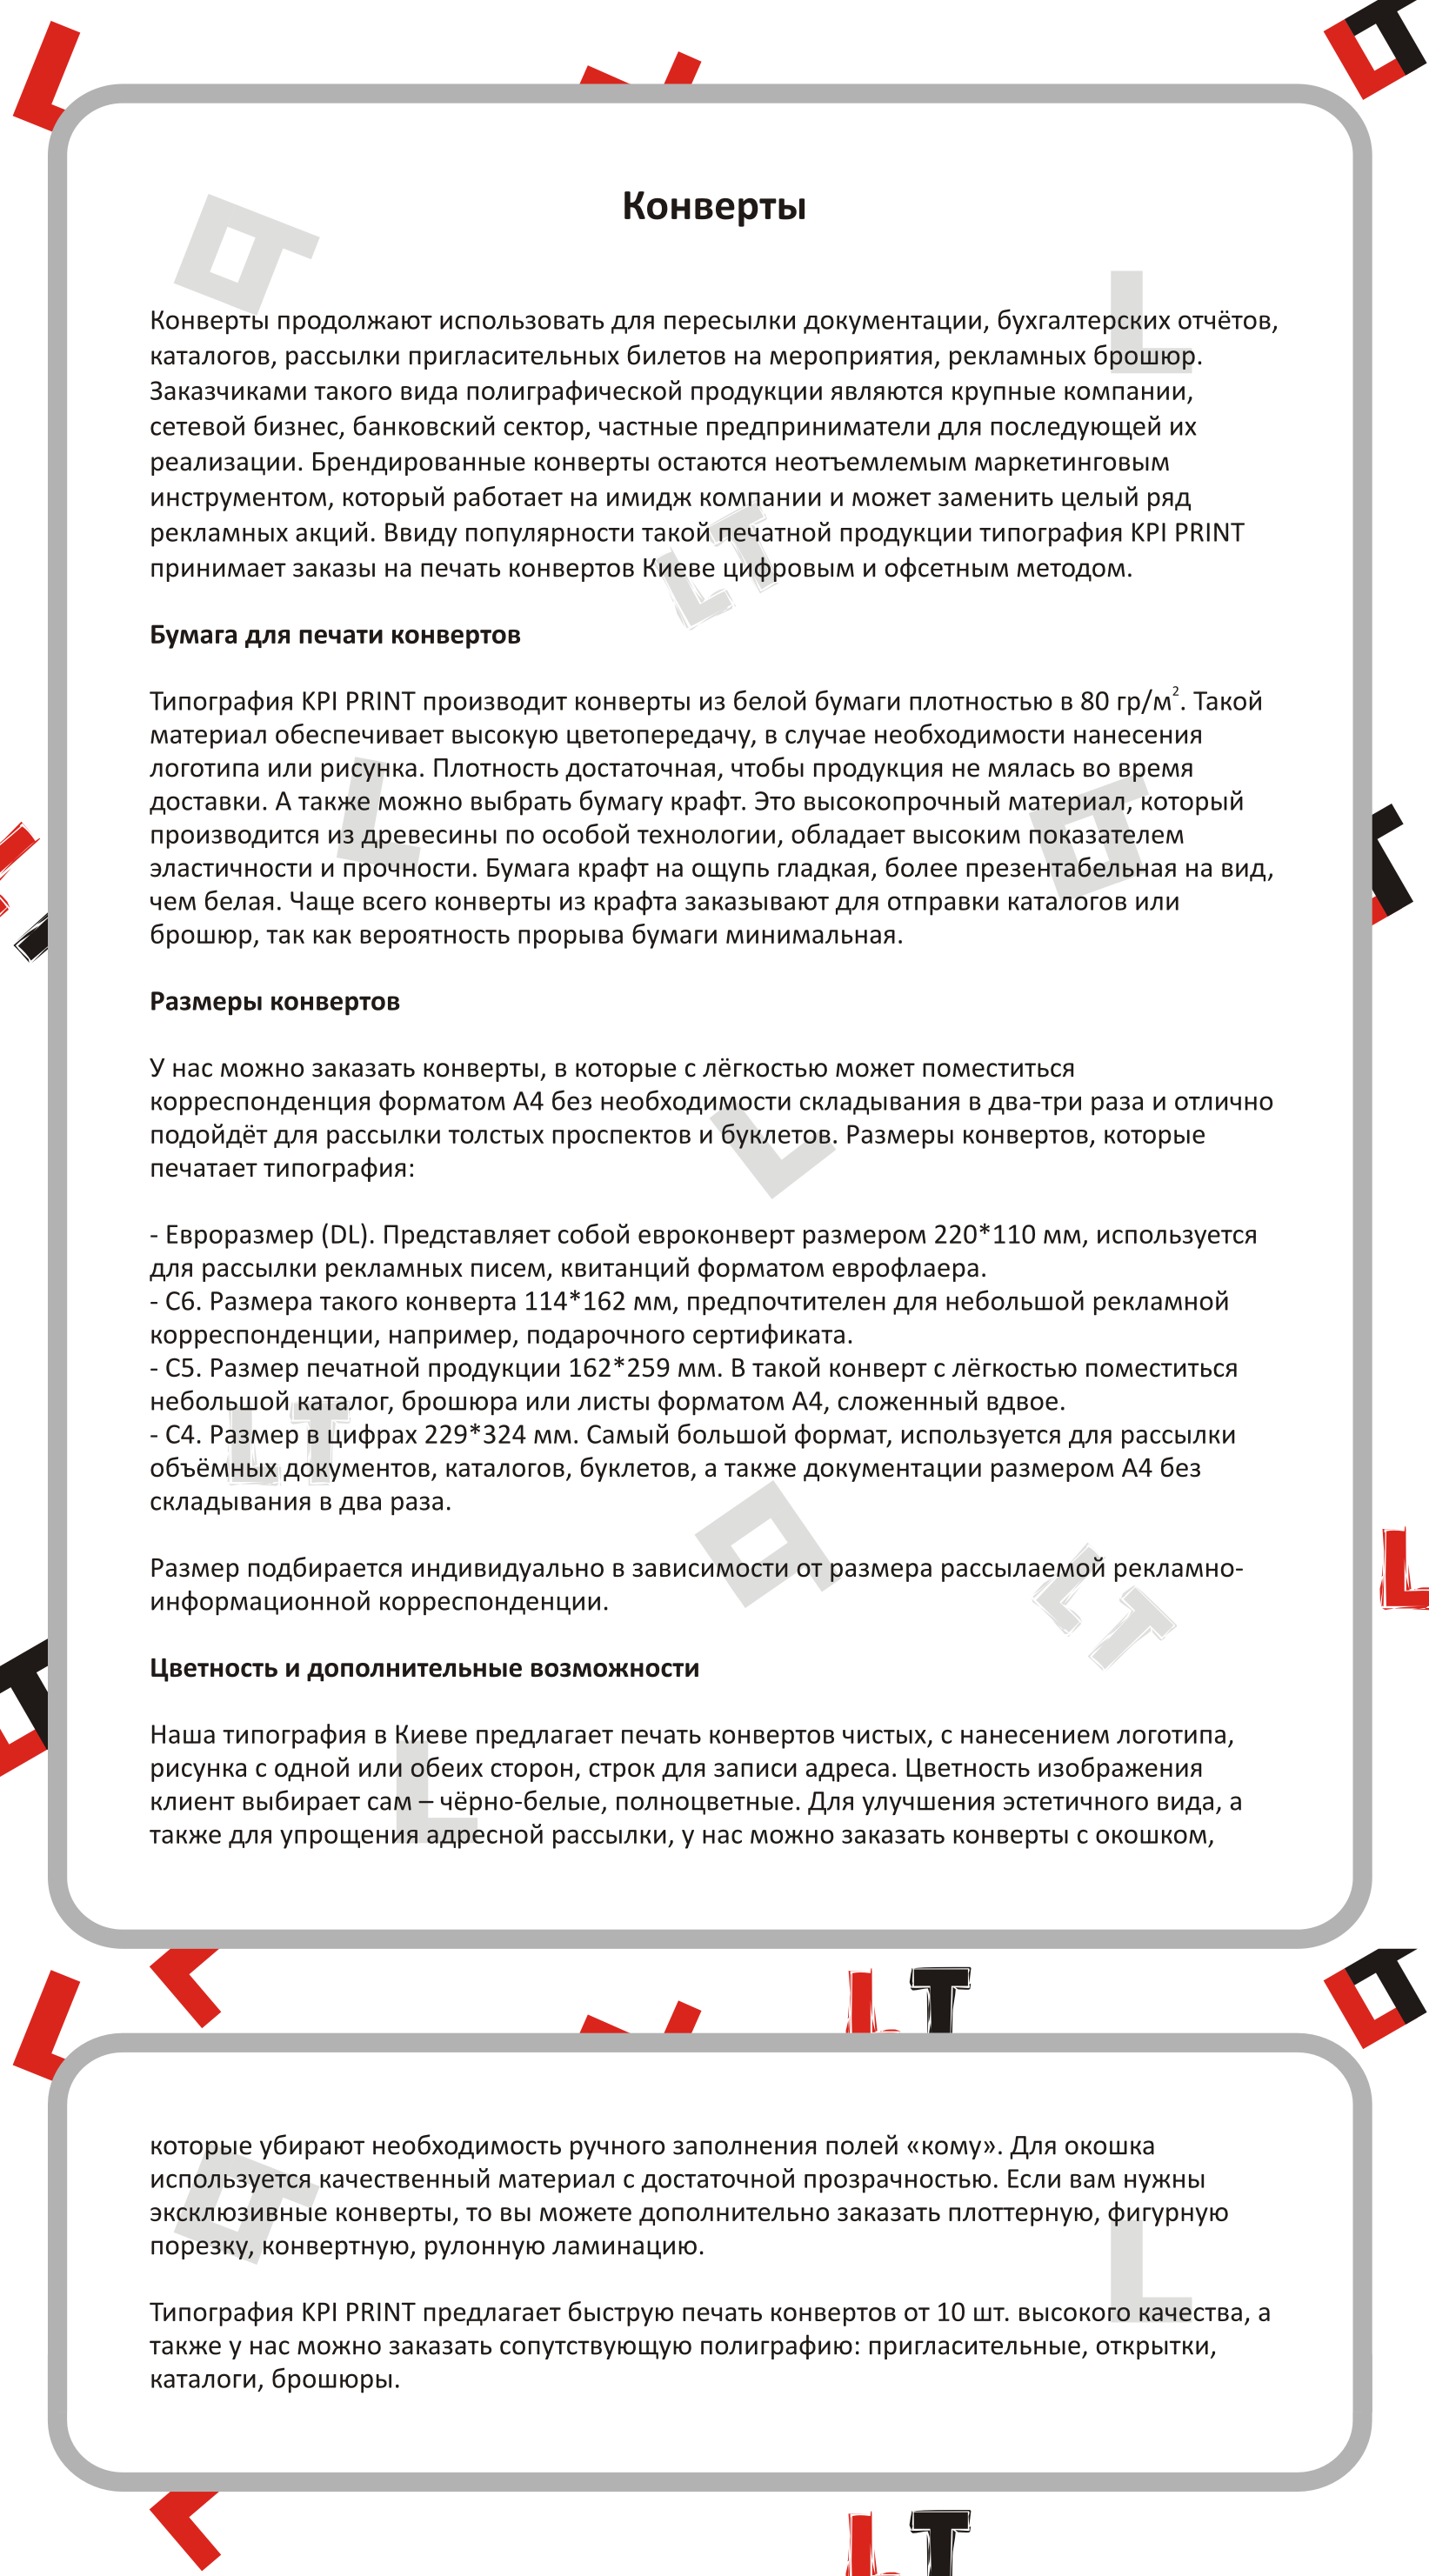 Конверты
Конверты продолжают использовать для пересылки документации, бухгалтерских отчётов,
каталогов, рассылки пригласительных билетов на мероприятия, рекламных брошюр.
Заказчиками такого вида полиграфической продукции являются крупные компании,
сетевой бизнес, банковский сектор, частные предприниматели для последующей их
реализации. Брендированные конверты остаются неотъемлемым маркетинговым
инструментом, который работает на имидж компании и может заменить целый ряд
рекламных акций. Ввиду популярности такой печатной продукции типография KPI PRINT
принимает заказы на печать конвертов Киеве цифровым и офсетным методом.
Бумага для печати конвертов
Типография KPI PRINT производит конверты из белой бумаги плотностью в 80 гр/м². Такой
материал обеспечивает высокую цветопередачу, в случае необходимости нанесения
логотипа или рисунка. Плотность достаточная, чтобы продукция не мялась во время
доставки. А также можно выбрать бумагу крафт. Это высокопрочный материал, который
производится из древесины по особой технологии, обладает высоким показателем
эластичности и прочности. Бумага крафт на ощупь гладкая, более презентабельная на вид,
чем белая. Чаще всего конверты из крафта заказывают для отправки каталогов или
брошюр, так как вероятность прорыва бумаги минимальная.
Размеры конвертов
У нас можно заказать конверты, в которые с лёгкостью может поместиться
корреспонденция форматом А4 без необходимости складывания в два-три раза и отлично
подойдёт для рассылки толстых проспектов и буклетов. Размеры конвертов, которые
печатает типография:
- Евроразмер (DL). Представляет собой евроконверт размером 220*110 мм, используется
для рассылки рекламных писем, квитанций форматом еврофлаера.
- С6. Размера такого конверта 114*162 мм, предпочтителен для небольшой рекламной
корреспонденции, например, подарочного сертификата.
- С5. Размер печатной продукции 162*259 мм. В такой конверт с лёгкостью поместиться
небольшой каталог, брошюра или листы форматом А4, сложенный вдвое.
- С4. Размер в цифрах 229*324 мм. Самый большой формат, используется для рассылки
объёмных документов, каталогов, буклетов, а также документации размером А4 без
складывания в два раза.
Размер подбирается индивидуально в зависимости от размера рассылаемой рекламно-
информационной корреспонденции.
Цветность и дополнительные возможности
Наша типография в Киеве предлагает печать конвертов чистых, с нанесением логотипа,
рисунка с одной или обеих сторон, строк для записи адреса. Цветность изображения
клиент выбирает сам – чёрно-белые, полноцветные. Для улучшения эстетичного вида, а
также для упрощения адресной рассылки, у нас можно заказать конверты с окошком,
LT
которые убирают необходимость ручного заполнения полей «кому». Для окошка
используется качественный материал с достаточной прозрачностью. Если вам нужны
эксклюзивные конверты, то вы можете дополнительно заказать плоттерную, фигурную
порезку, конвертную, рулонную ламинацию.
Типография KPI PRINT предлагает быструю печать конвертов от 10 шт. высокого качества, а
также у нас можно заказать сопутствующую полиграфию: пригласительные, открытки,
каталоги, брошюры.
LT